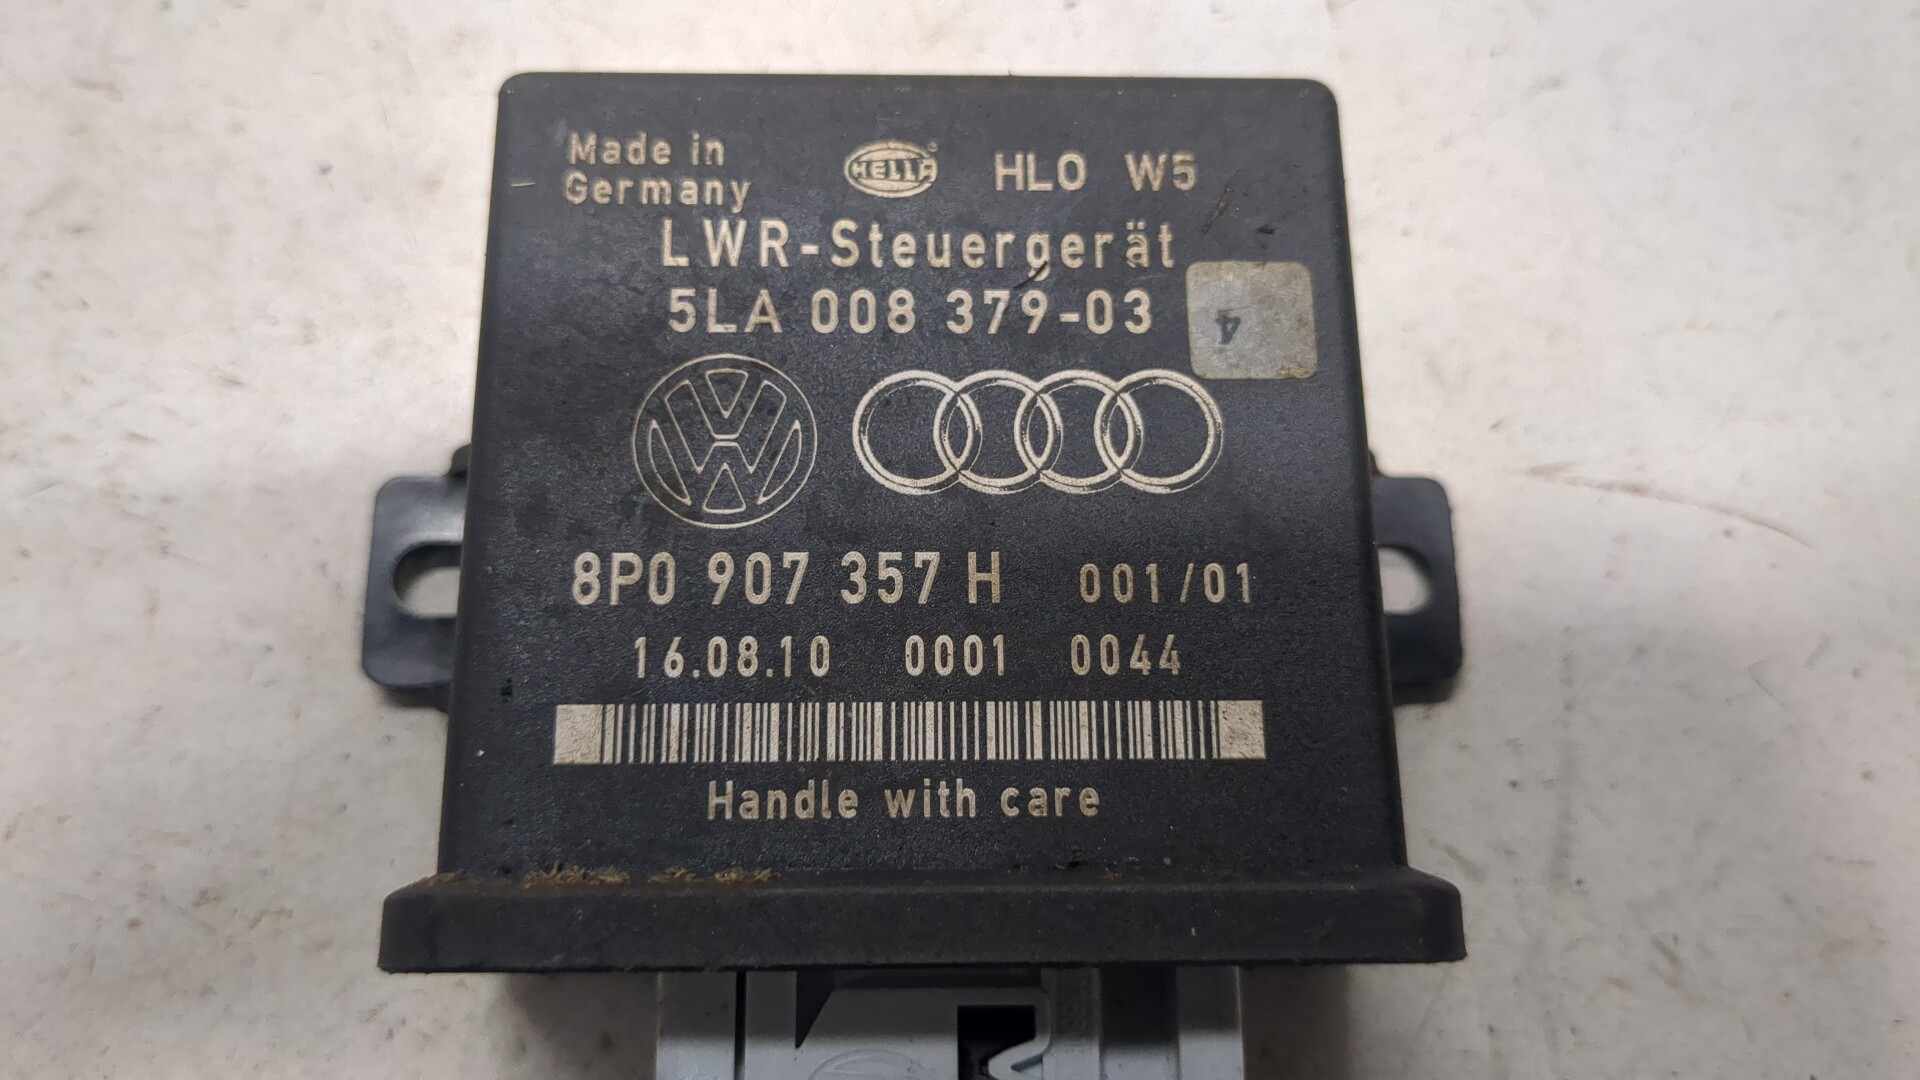 Made in
Germany
HELLA
HLO W5
LWR-Steuergerät
5LA 008 379-03
4
8P0 907 357 H 001/01
16.08.10 0001 0044
Handle with care